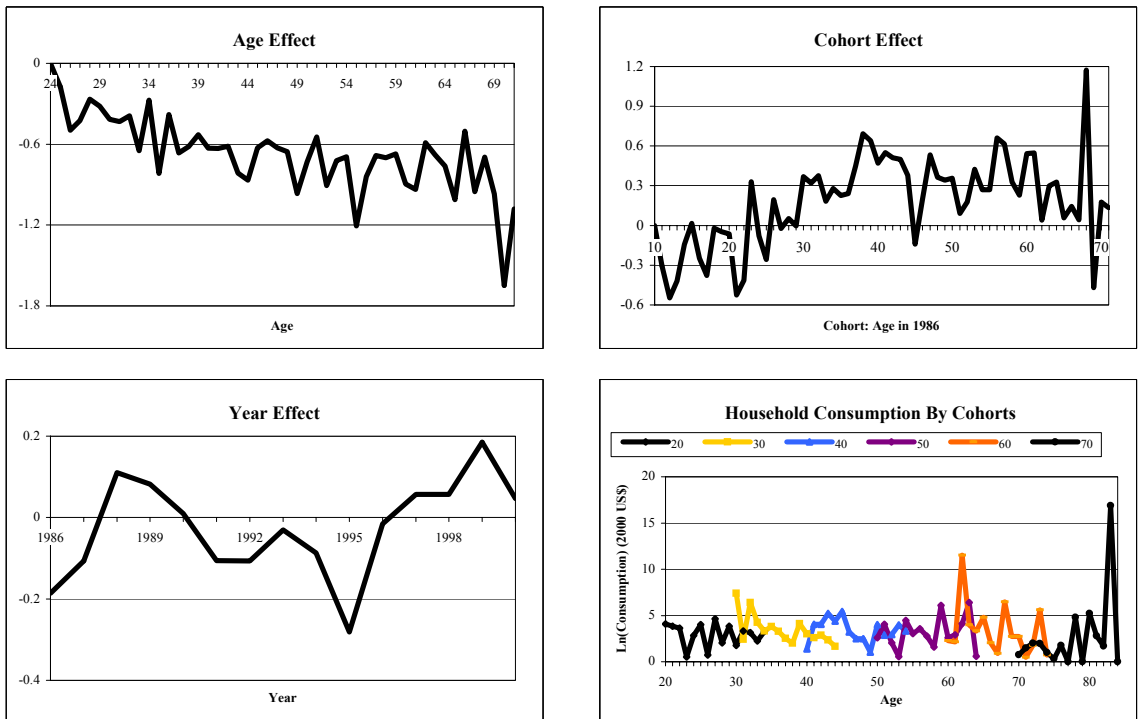 Age Effect
0
24 29 34 39 44 49 54 59 64 69
-0.6
-1.2
-1.8
Age
Cohort Effect
1.2
0.9
0.6
0.3
0
10 20 30 40 50 60 70
-0.3
-0.6
Cohort: Age in 1986
Year Effect
0.2
0
1986 1989 1992 1995 1998
-0.2
-0.4
Year
Household Consumption By Cohorts
20 30 40 50 60 70
Ln(Consumption) (2000 US$)
20
15
10
5
0
20 30 40 50 60 70 80
Age